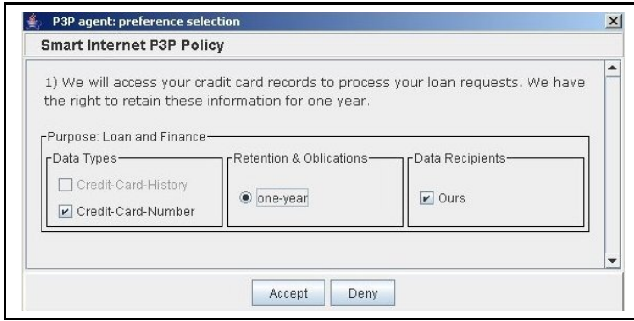 P3P agent: preference selection
Smart Internet P3P Policy
1) We will access your cradit card records to process your loan requests. We have
the right to retain these information for one year.
Purpose: Loan and Finance
Data Types
Retention & Oblications
Data Recipients
Credit-Card-History
one-year
Ours
Credit-Card-Number
Accept
Deny